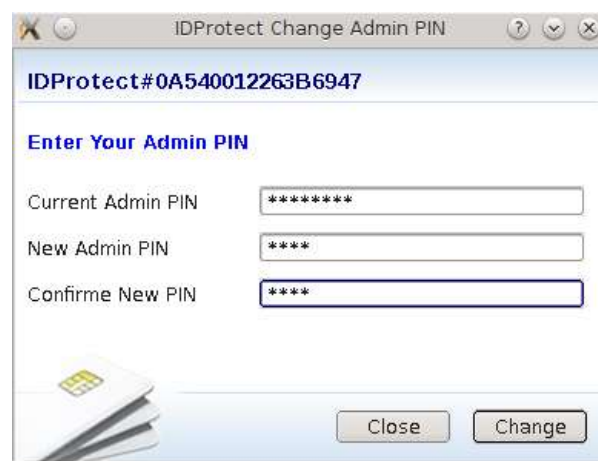 IDProtect Change Admin PIN
IDProtect#0A540012263B6947
Enter Your Admin PIN
Current Admin PIN ********
New Admin PIN ****
Confirme New PIN ****
Close Change